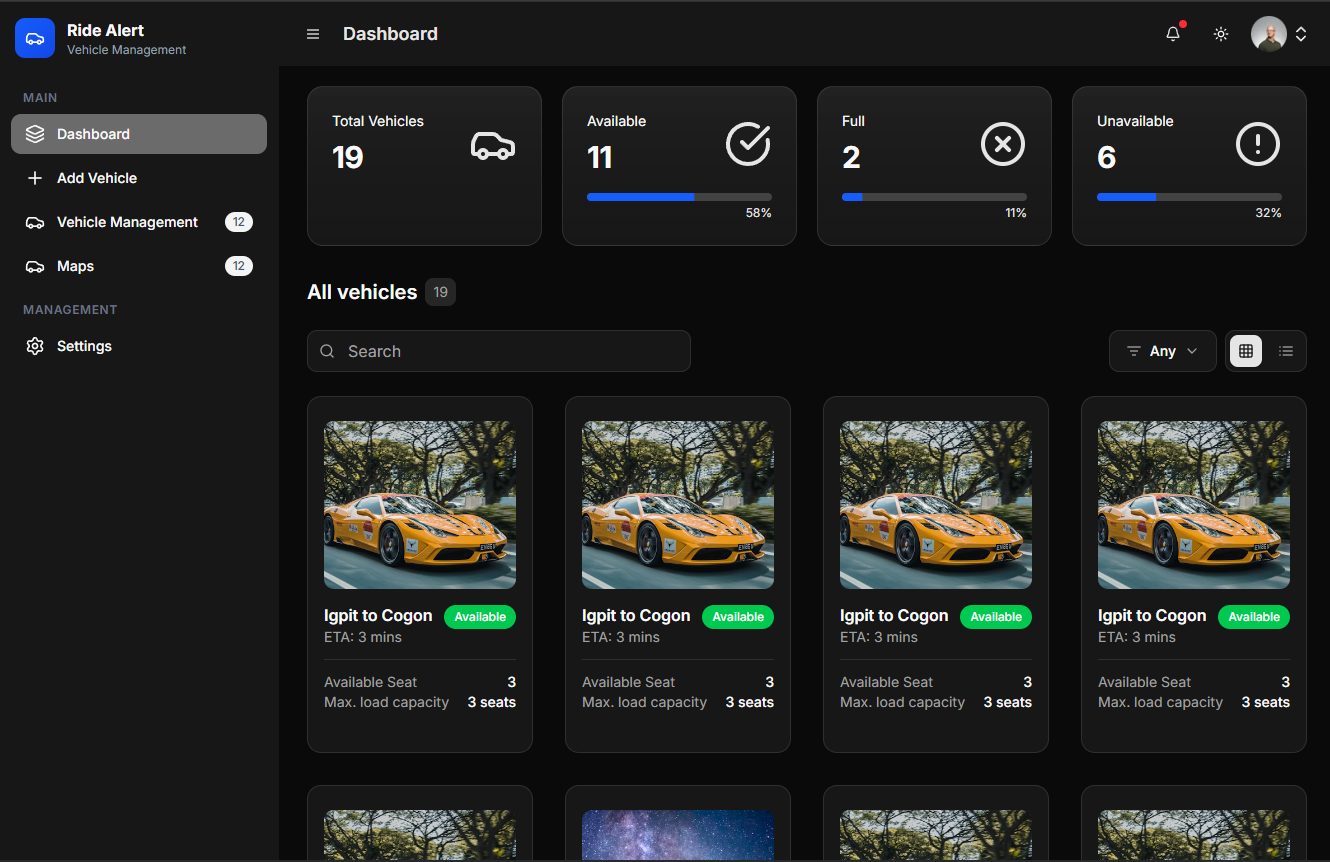 Ride Alert
Vehicle Management
Dashboard
MAIN
Dashboard
Add Vehicle
Vehicle Management 12
Maps 12
MANAGEMENT
Settings
Total Vehicles
19
Available
11
58%
Full
2
11%
Unavailable
6
32%
All vehicles 19
Search
Any
Igpit to Cogon Available
ETA: 3 mins
Available Seat 3
Max. load capacity 3 seats
Igpit to Cogon Available
ETA: 3 mins
Available Seat 3
Max. load capacity 3 seats
Igpit to Cogon Available
ETA: 3 mins
Available Seat 3
Max. load capacity 3 seats
Igpit to Cogon Available
ETA: 3 mins
Available Seat 3
Max. load capacity 3 seats